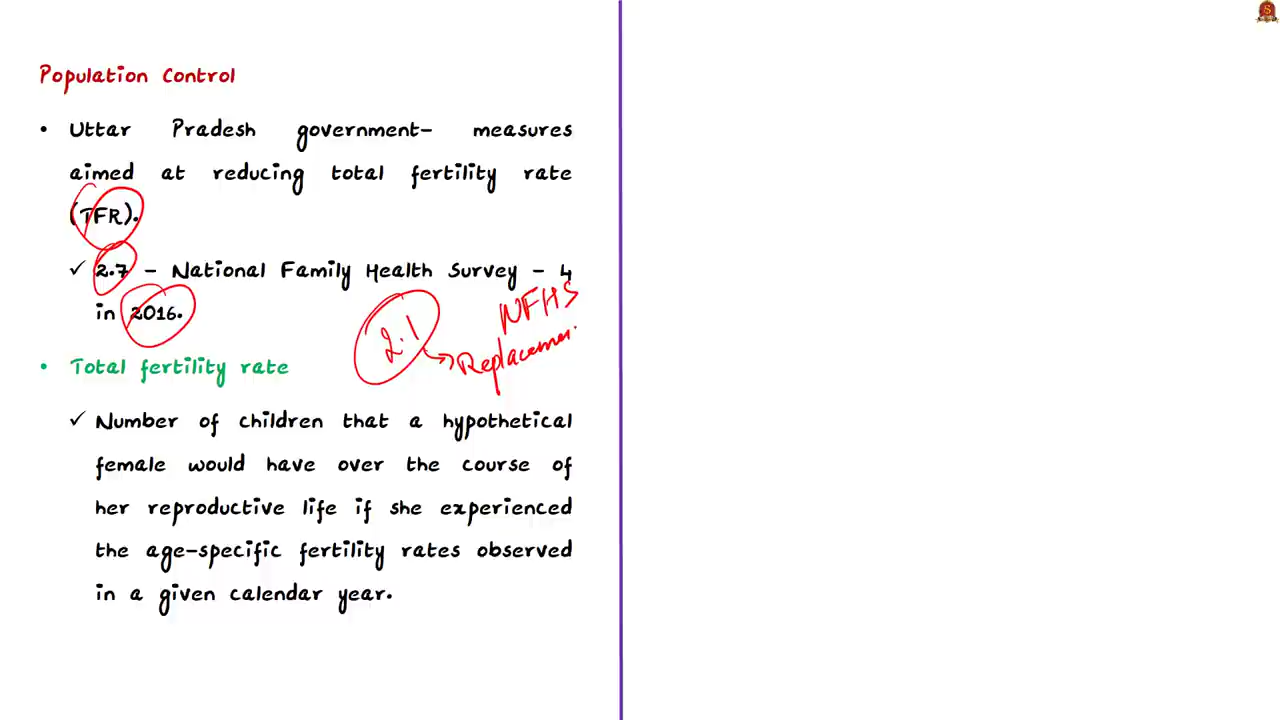 Population Control
• Uttar Pradesh government- measures
aimed at reducing total fertility rate
(TFR).
✓ 2.7 - National Family Health Survey - 4
in 2016.
NFHS
2.1
Replacemen.
• Total fertility rate
✓ Number of children that a hypothetical
female would have over the course of
her reproductive life if she experienced
the age-specific fertility rates observed
in a given calendar year.